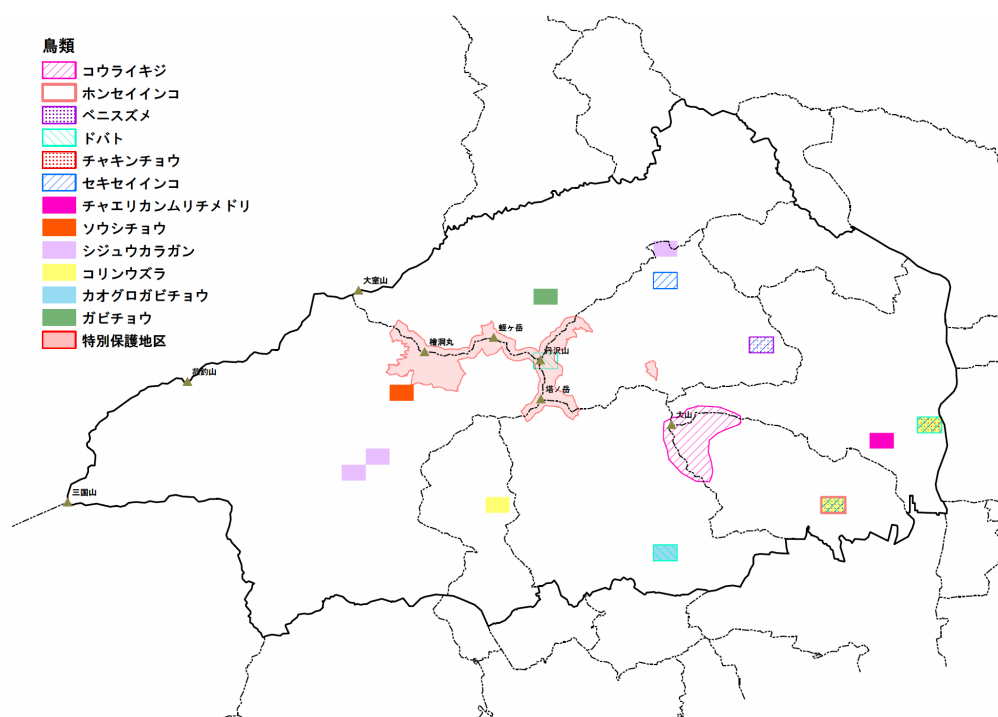 鳥類
コウライキジ
ホンセイインコ
ベニスズメ
ドバト
チャキンチョウ
セキセイインコ
チャエリカンムリチメドリ
ソウシチョウ
シジュウカラガン
コリンウズラ
カオグロガビチョウ
ガビチョウ
特別保護地区
大室山
蛭ヶ岳
檜洞丸
丹沢山
菰釣山
塔ノ岳
大山
三国山